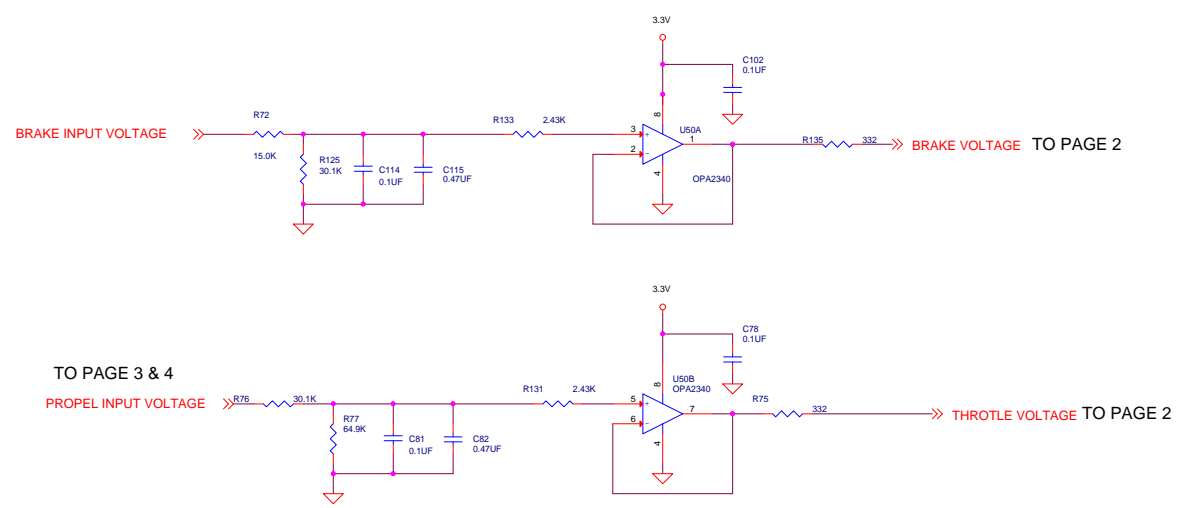 3.3V
C102
0.1UF
8
BRAKE INPUT VOLTAGE
R72
15.0K
R125
30.1K
C114
0.1UF
C115
0.47UF
R133
2.43K
3
+
2
-
U50A
1
4
OPA2340
R135
332
BRAKE VOLTAGE TO PAGE 2
3.3V
C78
0.1UF
8
TO PAGE 3 & 4
PROPEL INPUT VOLTAGE
R76
30.1K
R77
64.9K
C81
0.1UF
C82
0.47UF
R131
2.43K
5
+
6
-
U50B
OPA2340
7
4
R75
332
THROTLE VOLTAGE TO PAGE 2